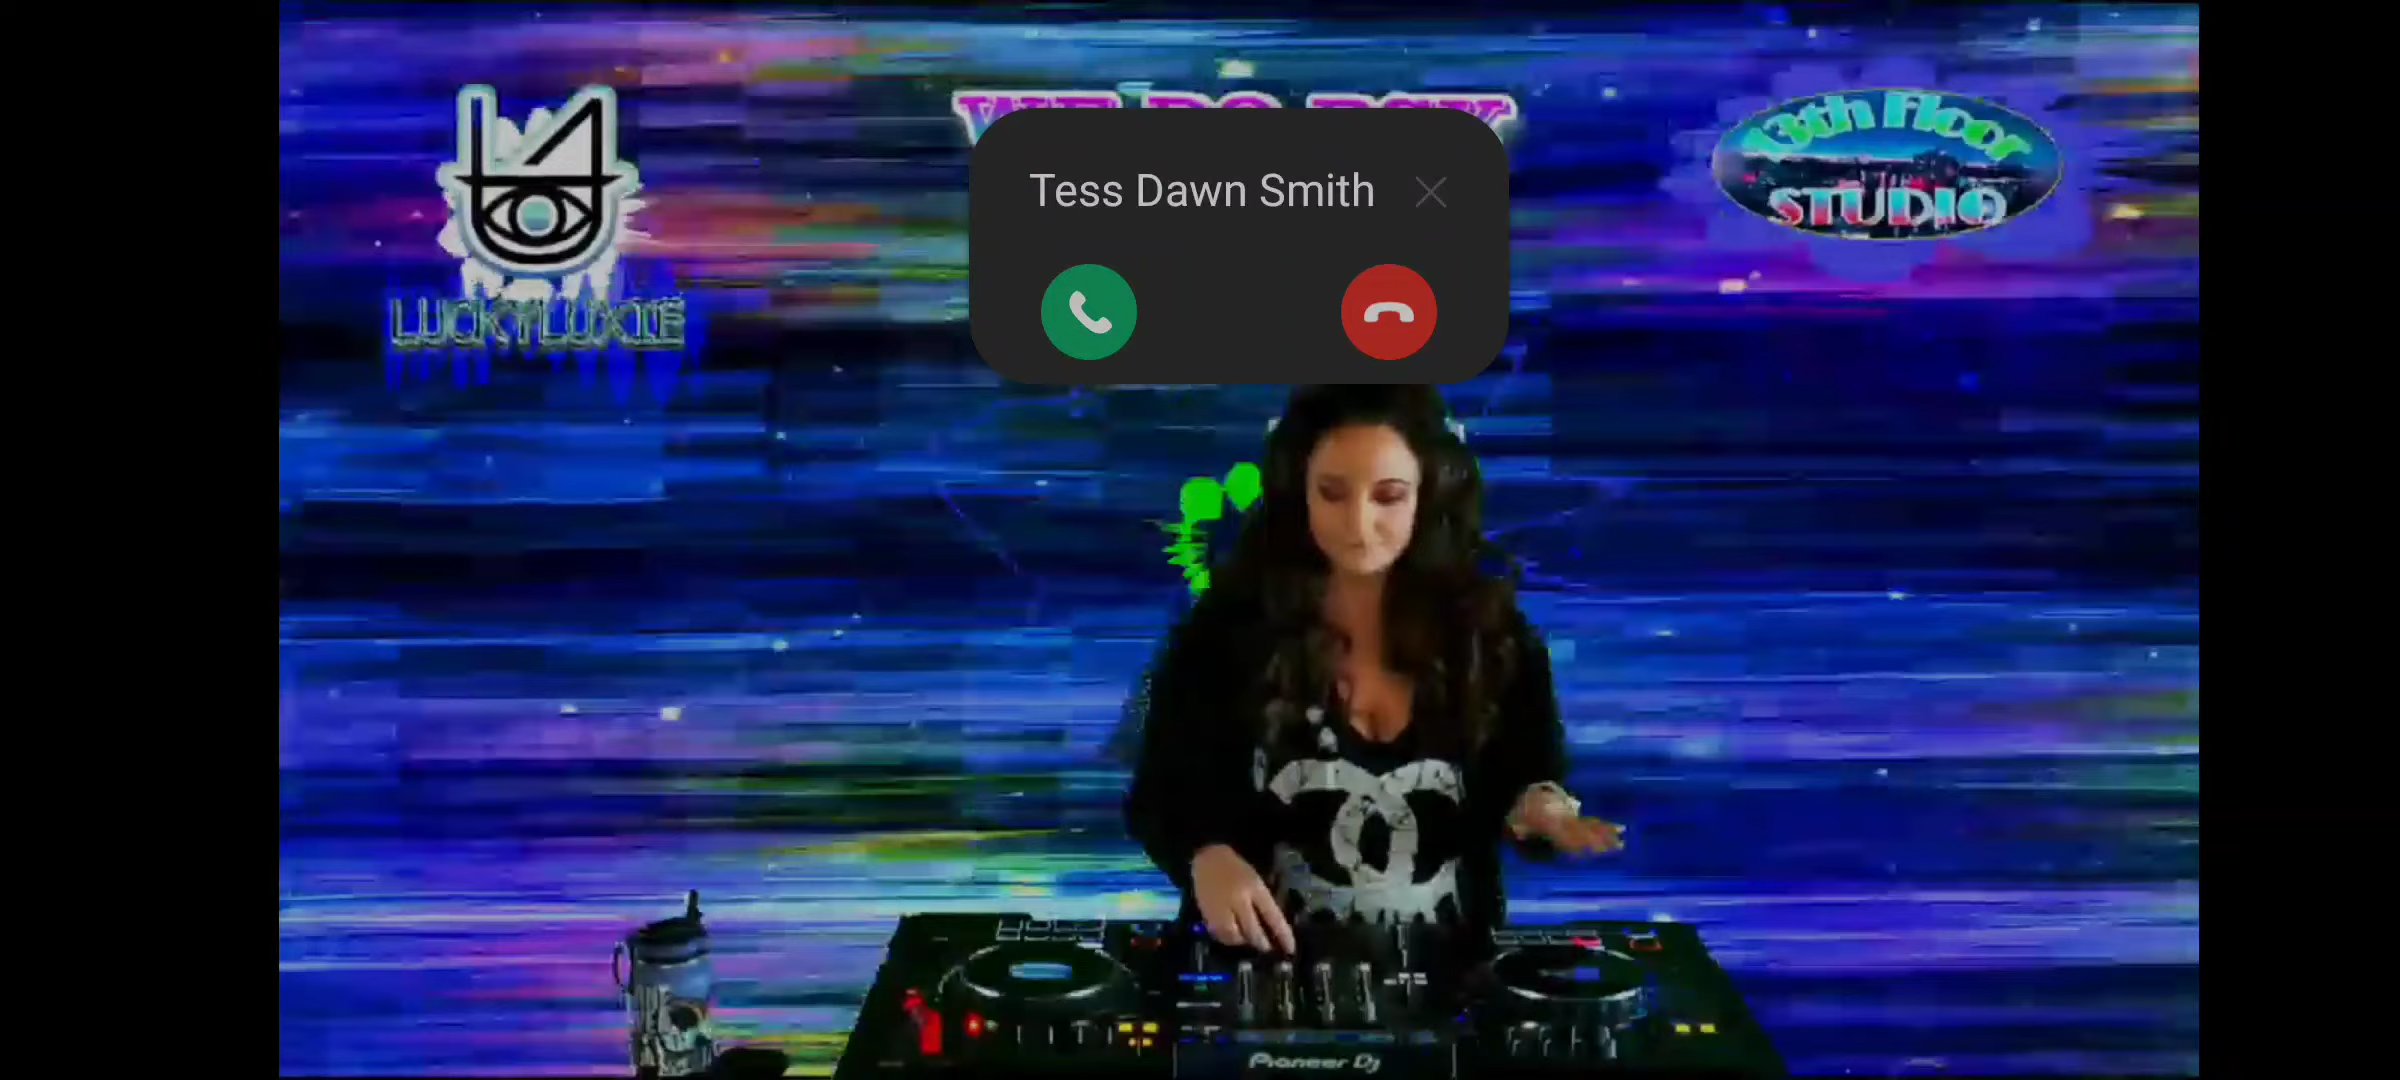 13th Floor
STUDIO
Tess Dawn Smith
LUCKYLUXIE
Pioneer Dj